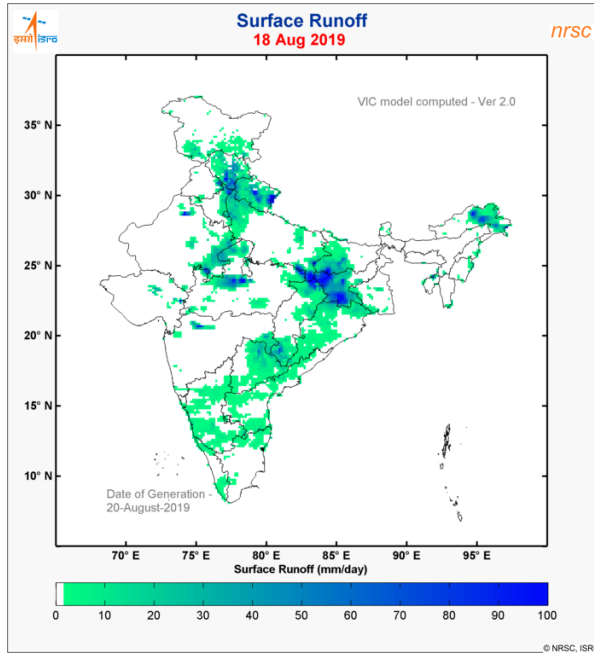 Surface Runoff
18 Aug 2019
इसरो isro
nrsc
VIC model computed - Ver 2.0
35° N
30° N
25° N
20° N
15° N
10° N
Date of Generation -
20-August-2019
70° E 75° E 80° E 85° E 90° E 95° E
Surface Runoff (mm/day)
0 10 20 30 40 50 60 70 80 90 100
© NRSC, ISR